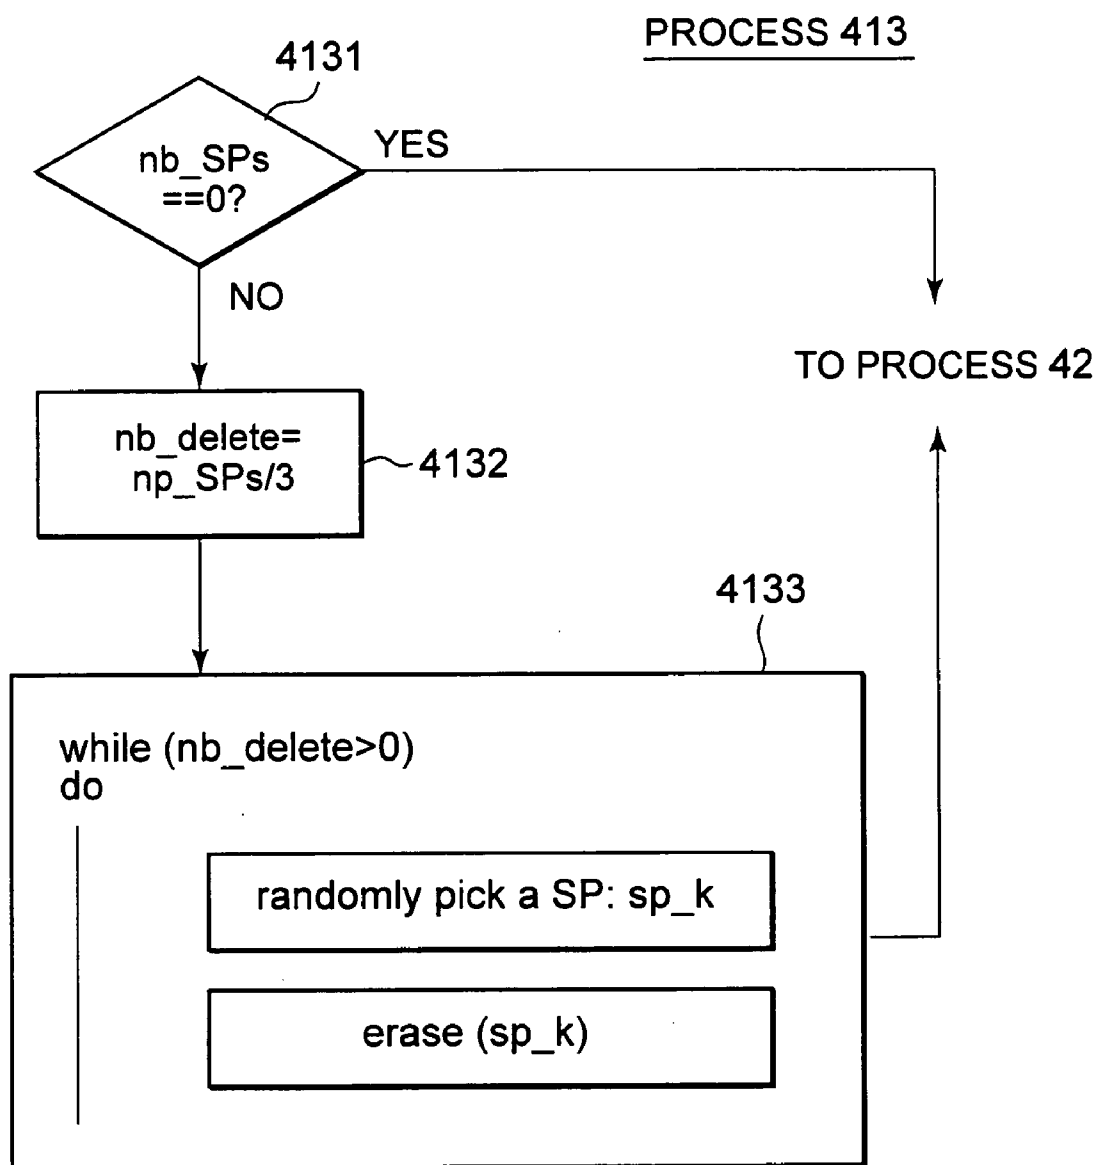 PROCESS 413
4131
nb_SPs
==0?
YES
NO
TO PROCESS 42
nb_delete=
np_SPs/3
4132
4133
while (nb_delete>0)
do
randomly pick a SP: sp_k
erase (sp_k)